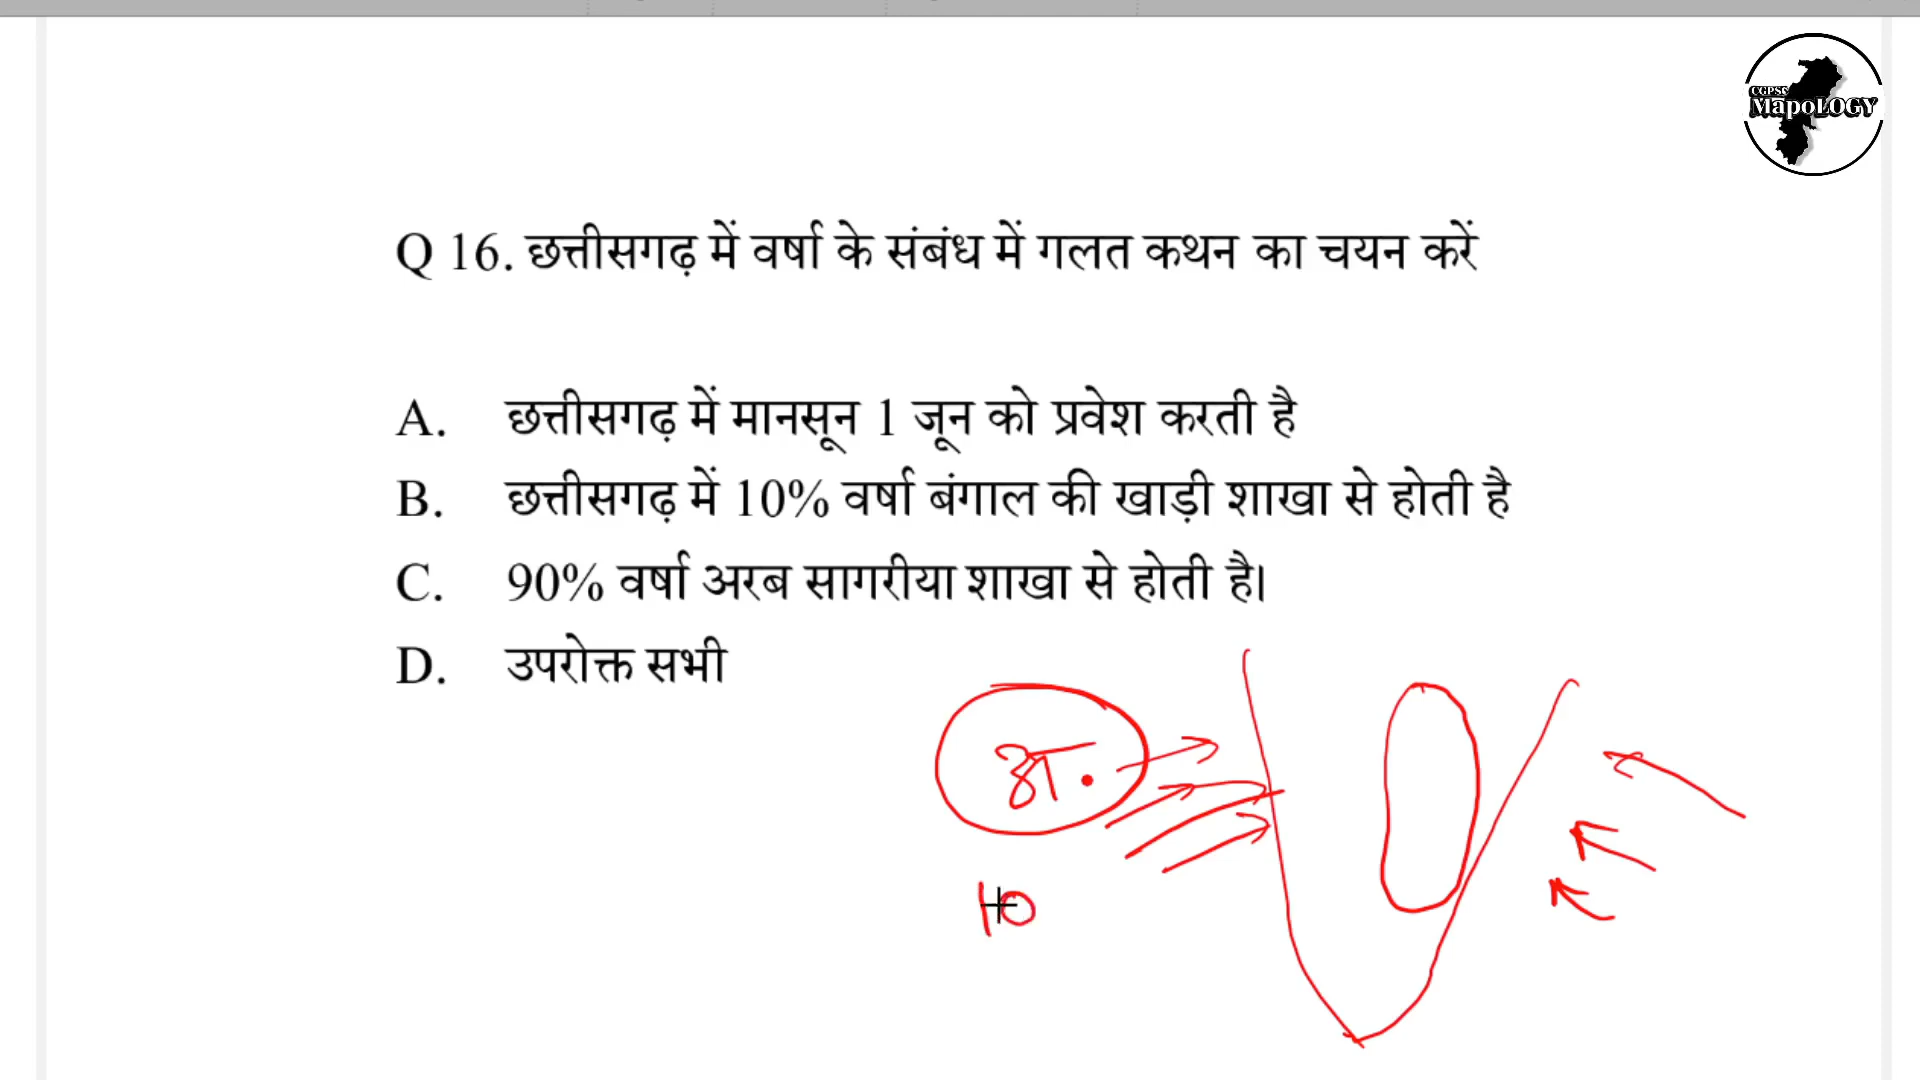 CGPSC
MapoLOGY
Q 16. छत्तीसगढ़ में वर्षा के संबंध में गलत कथन का चयन करें
A. छत्तीसगढ़ में मानसून 1 जून को प्रवेश करती है
B. छत्तीसगढ़ में 10% वर्षा बंगाल की खाड़ी शाखा से होती है
C. 90% वर्षा अरब सागरीया शाखा से होती है।
D. उपरोक्त सभी
अ.
10